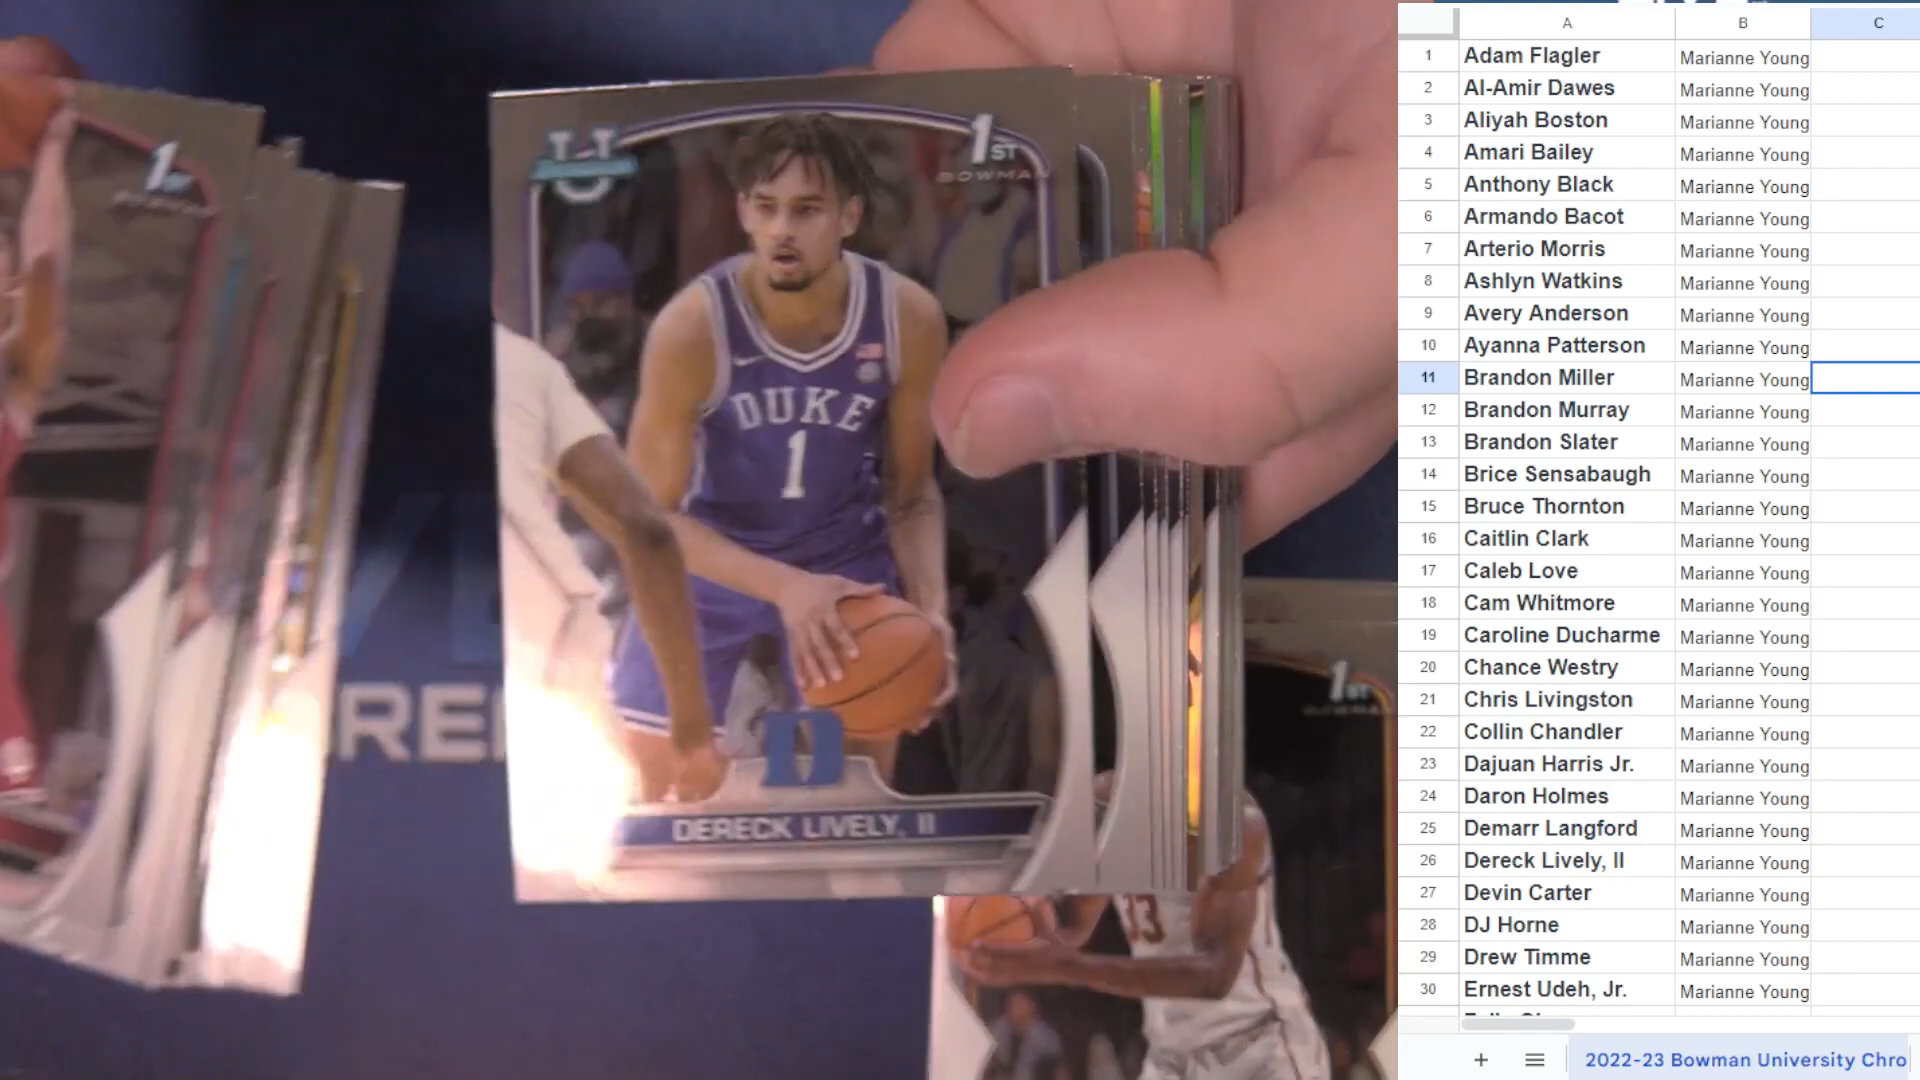 1ST
BOWMAN
U
DUKE
1
D
DERECK LIVELY, II
1ST
33
A B C
1 Adam Flagler Marianne Young
2 Al-Amir Dawes Marianne Young
3 Aliyah Boston Marianne Young
4 Amari Bailey Marianne Young
5 Anthony Black Marianne Young
6 Armando Bacot Marianne Young
7 Arterio Morris Marianne Young
8 Ashlyn Watkins Marianne Young
9 Avery Anderson Marianne Young
10 Ayanna Patterson Marianne Young
11 Brandon Miller Marianne Young
12 Brandon Murray Marianne Young
13 Brandon Slater Marianne Young
14 Brice Sensabaugh Marianne Young
15 Bruce Thornton Marianne Young
16 Caitlin Clark Marianne Young
17 Caleb Love Marianne Young
18 Cam Whitmore Marianne Young
19 Caroline Ducharme Marianne Young
20 Chance Westry Marianne Young
21 Chris Livingston Marianne Young
22 Collin Chandler Marianne Young
23 Dajuan Harris Jr. Marianne Young
24 Daron Holmes Marianne Young
25 Demarr Langford Marianne Young
26 Dereck Lively, II Marianne Young
27 Devin Carter Marianne Young
28 DJ Horne Marianne Young
29 Drew Timme Marianne Young
30 Ernest Udeh, Jr. Marianne Young
2022-23 Bowman University Chro